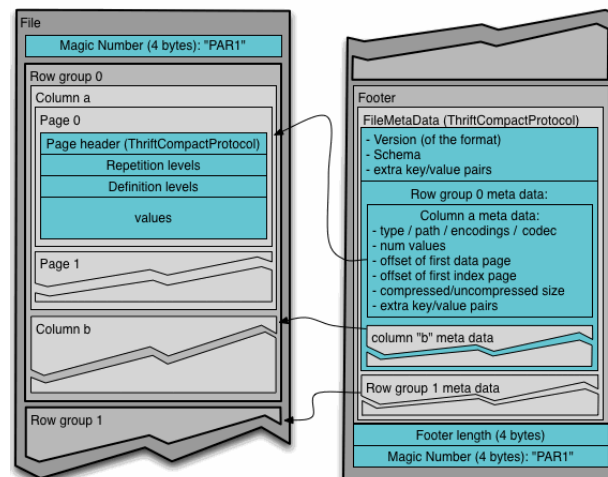 File
Magic Number (4 bytes): "PAR1"
Row group 0
Column a
Page 0
Page header (ThriftCompactProtocol)
Repetition levels
Definition levels
values
Page 1
Column b
Row group 1
Footer
FileMetaData (ThriftCompactProtocol)
- Version (of the format)
- Schema
- extra key/value pairs
Row group 0 meta data:
Column a meta data:
- type / path / encodings / codec
- num values
- offset of first data page
- offset of first index page
- compressed/uncompressed size
- extra key/value pairs
column "b" meta data
Row group 1 meta data
Footer length (4 bytes)
Magic Number (4 bytes): "PAR1"